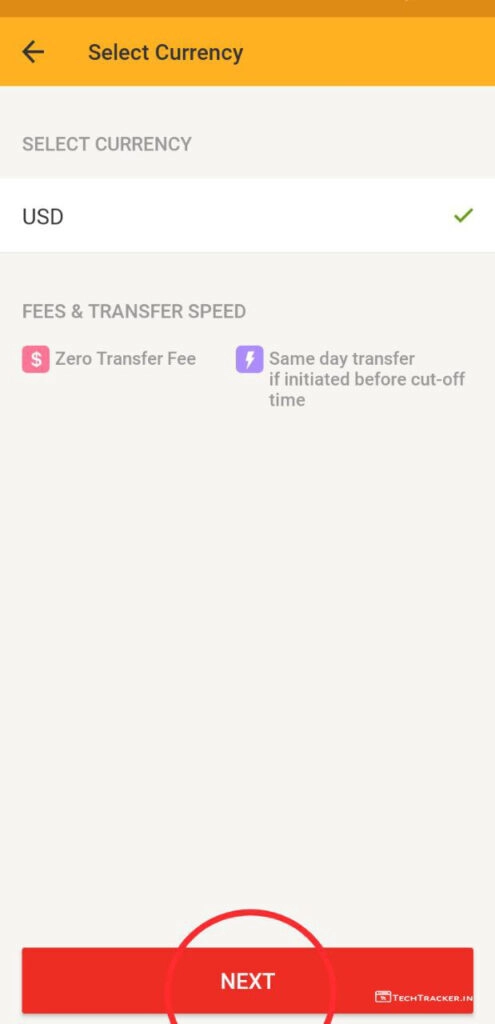 Select Currency
SELECT CURRENCY
USD
FEES & TRANSFER SPEED
$ Zero Transfer Fee
Same day transfer
if initiated before cut-off
time
NEXT
TECHTRACKER.IN